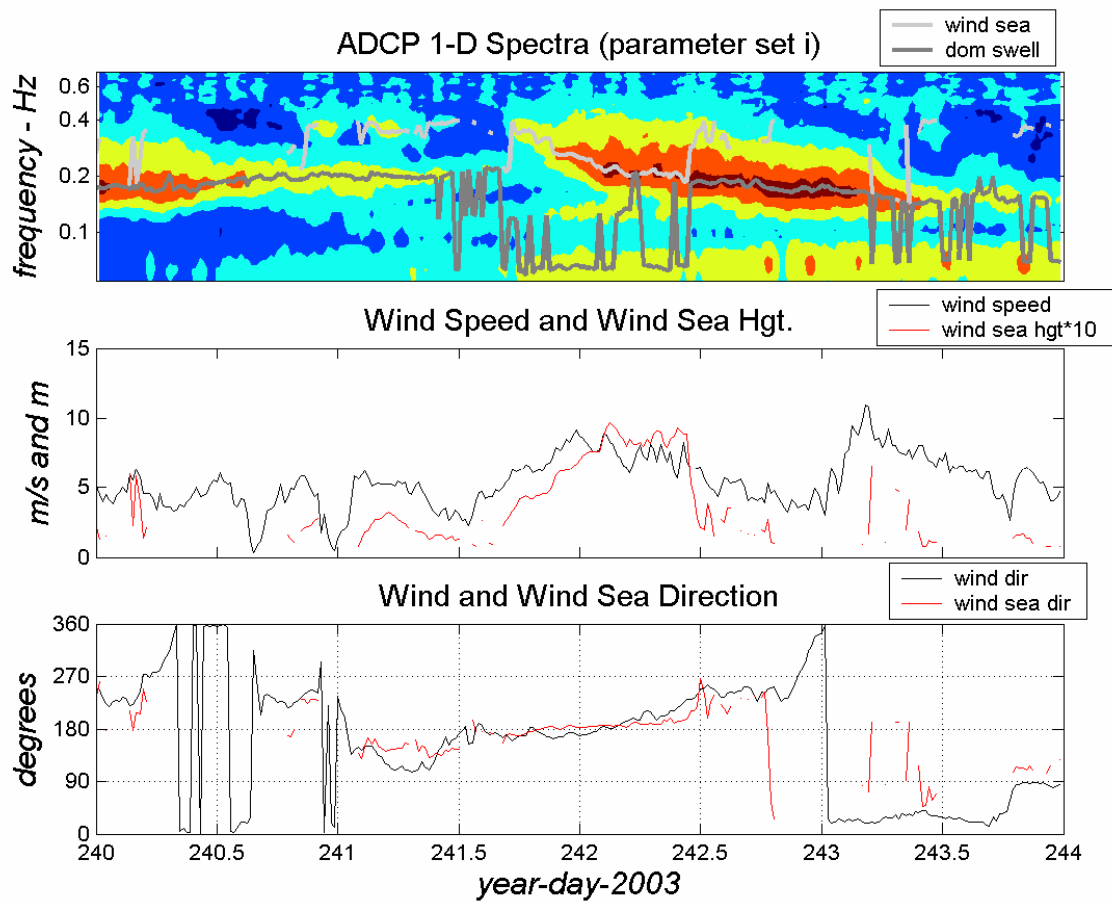 wind sea
dom swell
ADCP 1-D Spectra (parameter set i)
frequency - Hz
0.6
0.4
0.2
0.1
Wind Speed and Wind Sea Hgt.
wind speed
wind sea hgt*10
m/s and m
15
10
5
0
Wind and Wind Sea Direction
wind dir
wind sea dir
degrees
360
270
180
90
0
240 240.5 241 241.5 242 242.5 243 243.5 244
year-day-2003